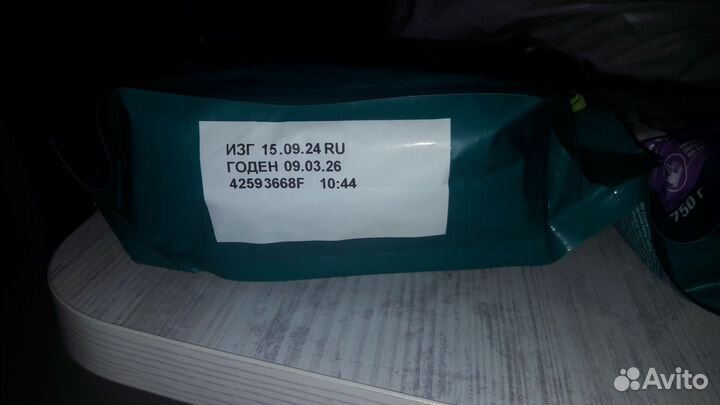 ИЗГ 15.09.24 RU
ГОДЕН 09.03.26
42593668F 10:44
750 г
Avito